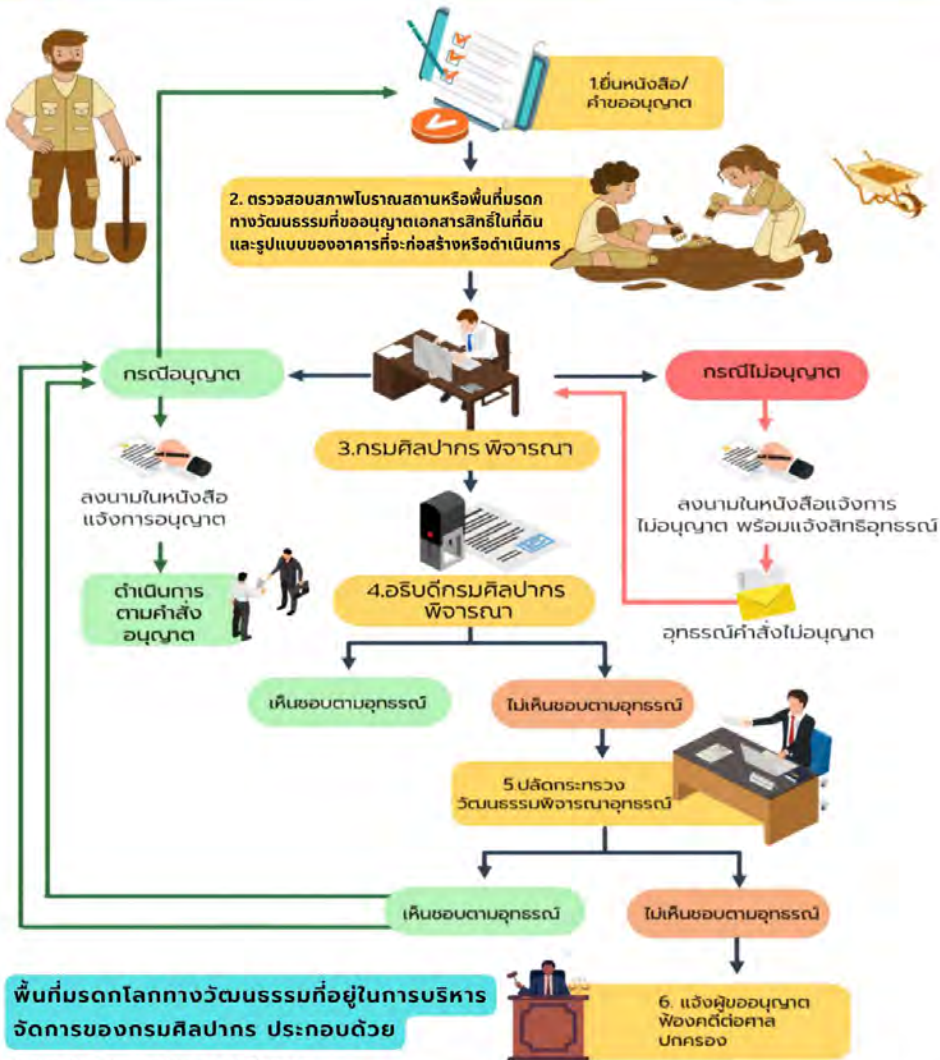 1.ยื่นหนังสือ/
คำขออนุญาต
2. ตรวจสอบสภาพโบราณสถานหรือพื้นที่มรดก
ทางวัฒนธรรมที่ขออนุญาตเอกสารสิทธิ์ในที่ดิน
และรูปแบบของอาคารที่จะก่อสร้างหรือดำเนินการ
กรณีอนุญาต
กรณีไม่อนุญาต
3.กรมศิลปากร พิจารณา
ลงนามในหนังสือ
แจ้งการอนุญาต
ลงนามในหนังสือแจ้งการ
ไม่อนุญาต พร้อมแจ้งสิทธิอุทธรณ์
ดำเนินการ
ตามคำสั่ง
อนุญาต
4.อธิบดีกรมศิลปากร
พิจารณา
อุทธรณ์คำสั่งไม่อนุญาต
เห็นชอบตามอุทธรณ์
ไม่เห็นชอบตามอุทธรณ์
5.ปลัดกระทรวง
วัฒนธรรมพิจารณาอุทธรณ์
เห็นชอบตามอุทธรณ์
ไม่เห็นชอบตามอุทธรณ์
พื้นที่มรดกโลกทางวัฒนธรรมที่อยู่ในการบริหาร
จัดการของกรมศิลปากร ประกอบด้วย
6. แจ้งผู้ขออนุญาต
ฟ้องคดีต่อศาล
ปกครอง